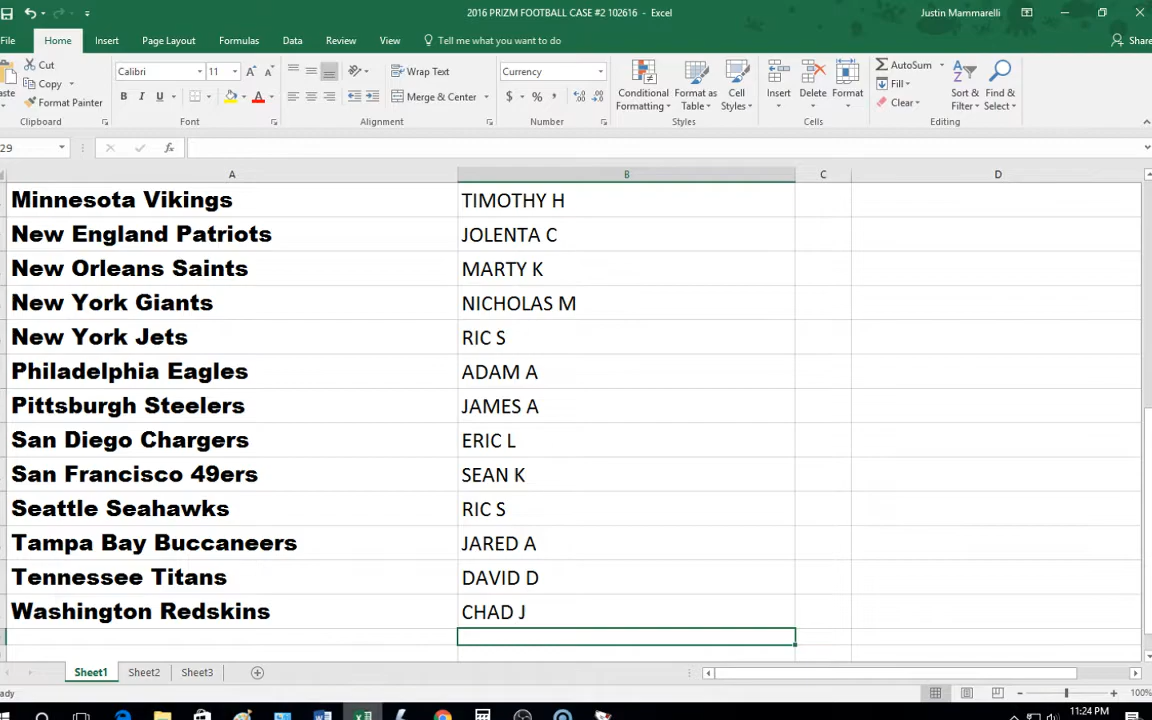 2016 PRIZM FOOTBALL CASE #2 102616 - Excel
Justin Mammarelli
File Home Insert Page Layout Formulas Data Review View Tell me what you want to do Share
Cut
Copy
Format Painter
Clipboard
Calibri 11
B I U
Font
Wrap Text
Merge & Center
Alignment
Currency
$ % ,
Number
Conditional Formatting
Format as Table
Cell Styles
Styles
Insert Delete Format
Cells
AutoSum
Fill
Clear
Sort & Filter
Find & Select
Editing
29 fx
A B C D
Minnesota Vikings TIMOTHY H
New England Patriots JOLENTA C
New Orleans Saints MARTY K
New York Giants NICHOLAS M
New York Jets RIC S
Philadelphia Eagles ADAM A
Pittsburgh Steelers JAMES A
San Diego Chargers ERIC L
San Francisco 49ers SEAN K
Seattle Seahawks RIC S
Tampa Bay Buccaneers JARED A
Tennessee Titans DAVID D
Washington Redskins CHAD J
Sheet1 Sheet2 Sheet3
eady 100%
11:24 PM